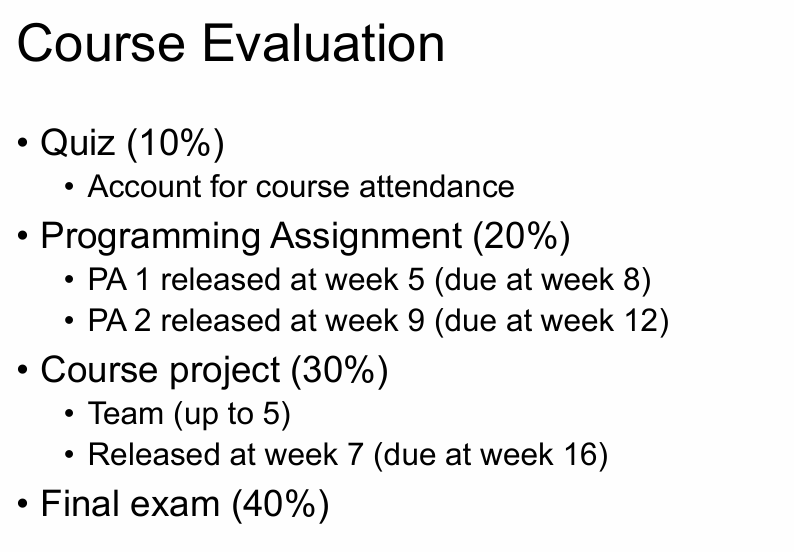 Course Evaluation
• Quiz (10%)
• Account for course attendance
• Programming Assignment (20%)
• PA 1 released at week 5 (due at week 8)
• PA 2 released at week 9 (due at week 12)
• Course project (30%)
• Team (up to 5)
• Released at week 7 (due at week 16)
• Final exam (40%)